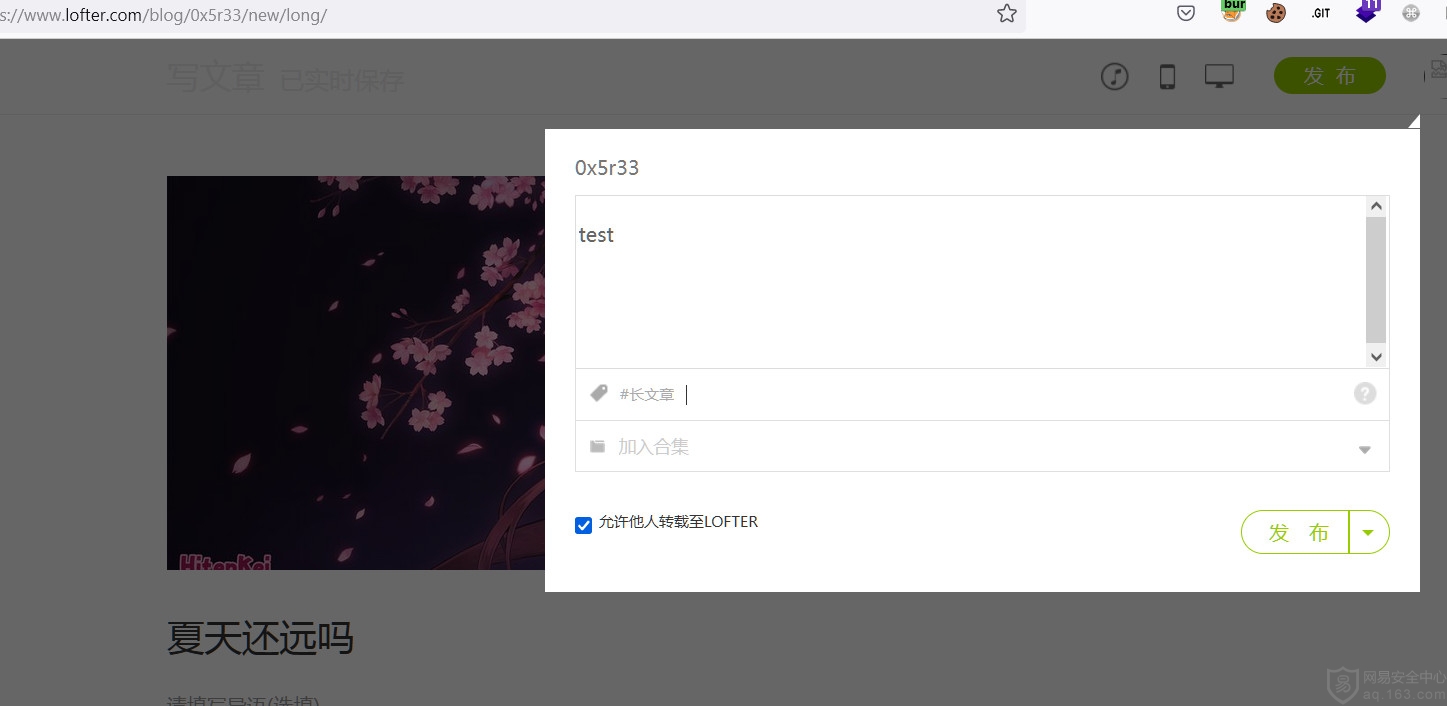 s://www.lofter.com/blog/0x5r33/new/long/
bur
.GIT
11
写文章 已实时保存
发布
0x5r33
test
#长文章
?
加入合集
允许他人转载至LOFTER
发布
HitenKei
夏天还远吗
请填写导语(选填)
网易安全中心
aq.163.com